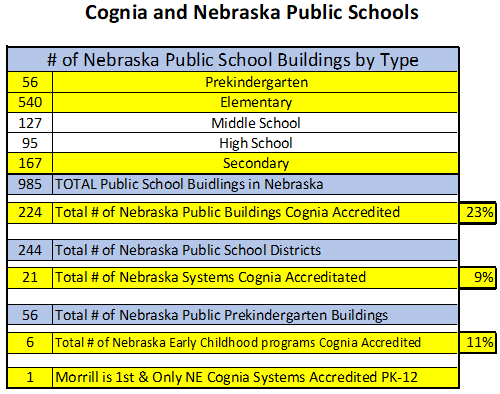 Cognia and Nebraska Public Schools
# of Nebraska Public School Buildings by Type
56 Prekindergarten
540 Elementary
127 Middle School
95 High School
167 Secondary
985 TOTAL Public School Buidlings in Nebraska
224 Total # of Nebraska Public Buildings Cognia Accredited 23%
244 Total # of Nebraska Public School Districts
21 Total # of Nebraska Systems Cognia Accreditated 9%
56 Total # of Nebraska Public Prekindergarten Buildings
6 Total # of Nebraska Early Childhood programs Cognia Accredited 11%
1 Morrill is 1st & Only NE Cognia Systems Accredited PK-12